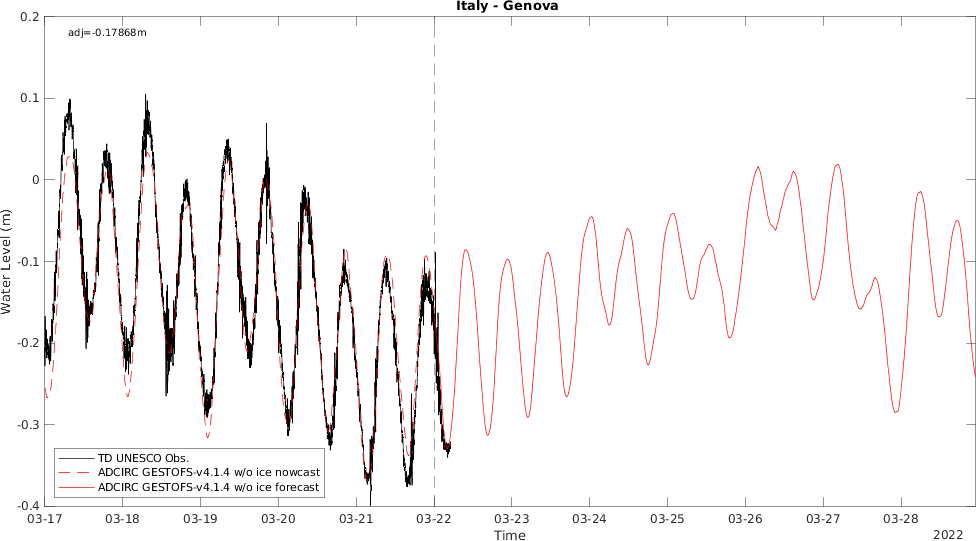 Italy - Genova
adj=-0.17868m
0.2
0.1
0
-0.1
-0.2
-0.3
-0.4
Water Level (m)
TD UNESCO Obs.
ADCIRC GESTOFS-v4.1.4 w/o ice nowcast
ADCIRC GESTOFS-v4.1.4 w/o ice forecast
03-17 03-18 03-19 03-20 03-21 03-22 03-23 03-24 03-25 03-26 03-27 03-28
Time
2022